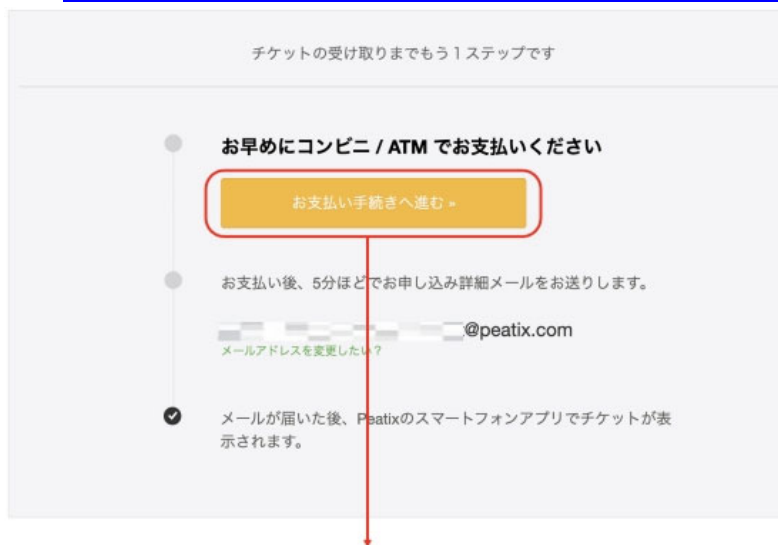 チケットの受け取りまでもう1ステップです
お早めにコンビニ / ATM でお支払いください
お支払い手続きへ進む »
お支払い後、5分ほどでお申し込み詳細メールをお送りします。
@peatix.com
メールアドレスを変更したい?
メールが届いた後、Peatixのスマートフォンアプリでチケットが表
示されます。